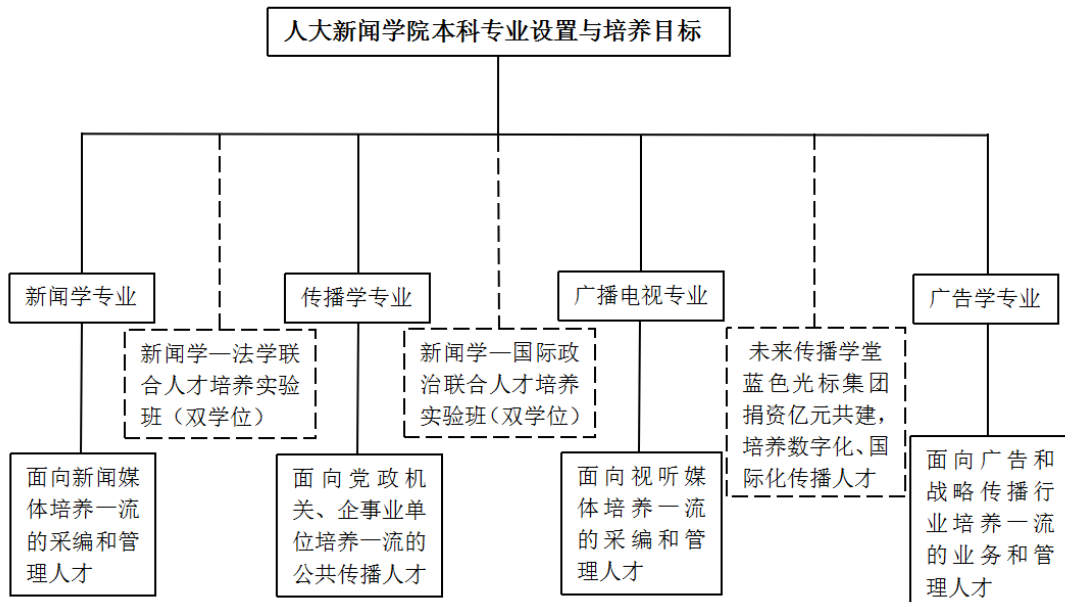 人大新闻学院本科专业设置与培养目标
新闻学专业
传播学专业
广播电视专业
广告学专业
新闻学—法学联
合人才培养实验
班（双学位）
新闻学—国际政
治联合人才培养
实验班（双学位）
未来传播学堂
蓝色光标集团
捐资亿元共建，
培养数字化、国
际化传播人才
面向新闻媒
体培养一流
的采编和管
理人才
面向党政机
关、企事业单
位培养一流的
公共传播人才
面向视听媒
体培养一流
的采编和管
理人才
面向广告和
战略传播行
业培养一流
的业务和管
理人才